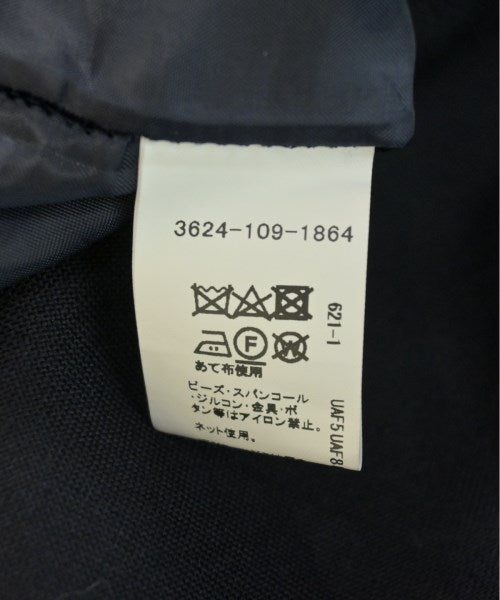 3624-109-1864
F W
あて布使用
ビーズ・スパンコール
・ジルコン・金具・ボ
タン等はアイロン禁止。
ネット使用。
621-1
UAF5UAF8